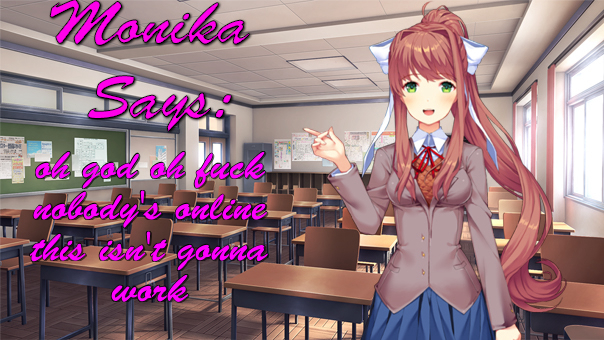 Monika
Says:
oh god oh fuck
nobody's online
this isn't gonna
work